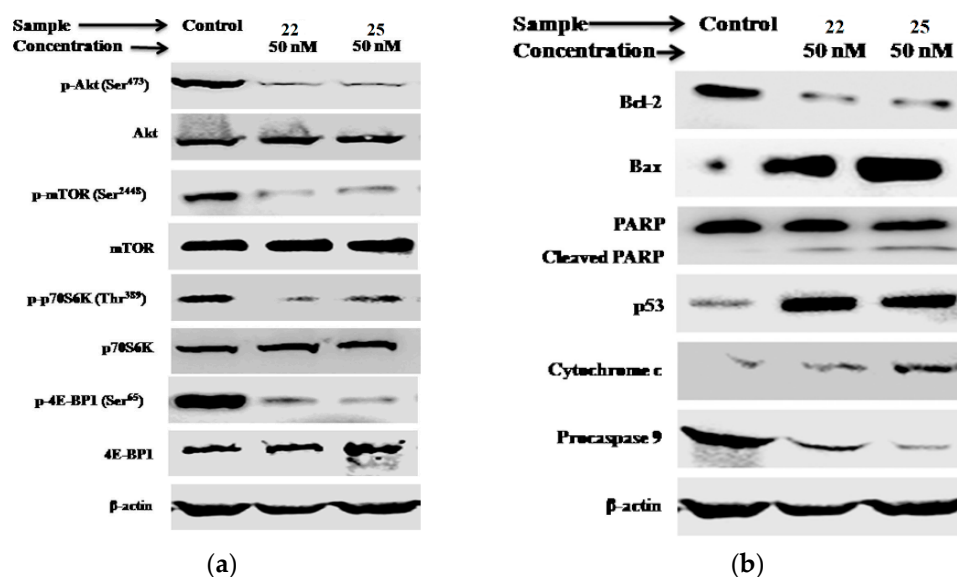 Sample Control 22 25
Concentration 50 nM 50 nM
p-Akt (Ser473)
Akt
p-mTOR (Ser2448)
mTOR
p-p70S6K (Thr389)
p70S6K
p-4E-BP1 (Ser65)
4E-BP1
β-actin
(a)
Sample Control 22 25
Concentration 50 nM 50 nM
Bcl-2
Bax
PARP
Cleaved PARP
p53
Cytochrome c
Procaspase 9
β-actin
(b)